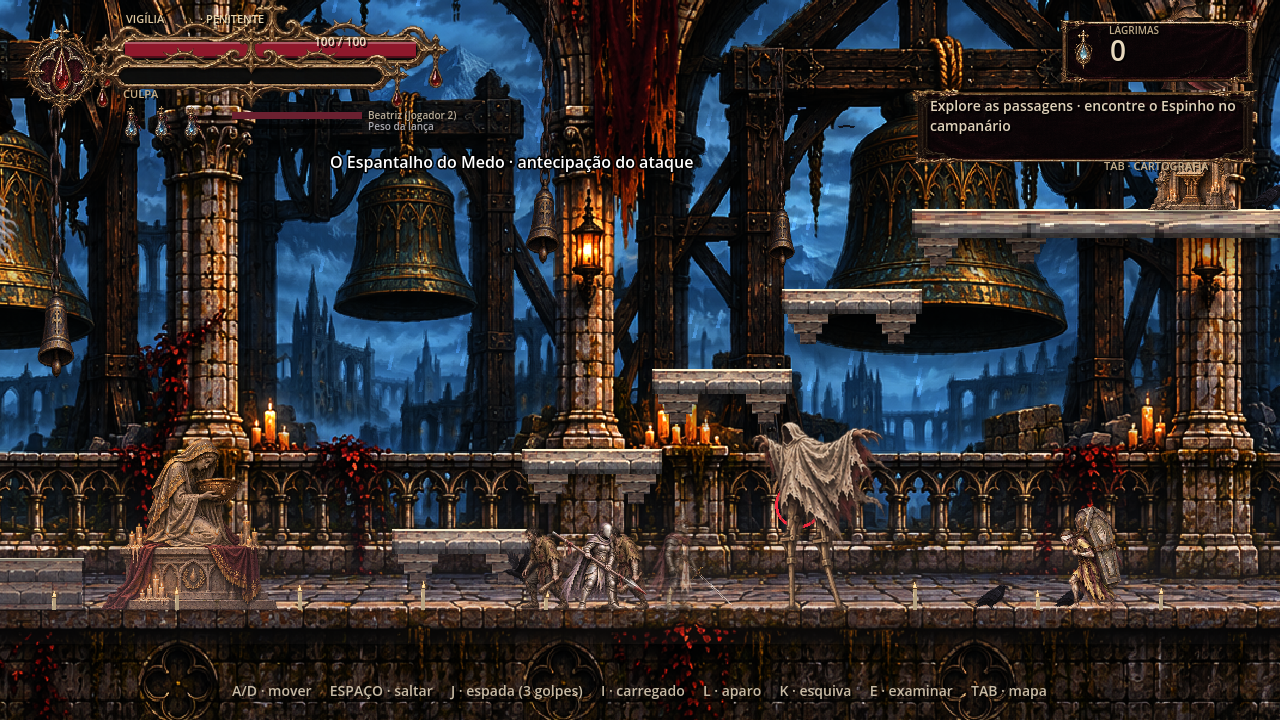 VIGÍLIA · PENITENTE
100 / 100
CULPA
Beatriz (Jogador 2)
Peso da lança
O Espantalho do Medo · antecipação do ataque
LÁGRIMAS
0
Explore as passagens · encontre o Espinho no
campanário
TAB · CARTOGRAFIA
A/D · mover ESPAÇO · saltar J · espada (3 golpes) I · carregado L · aparo K · esquiva E · examinar TAB · mapa